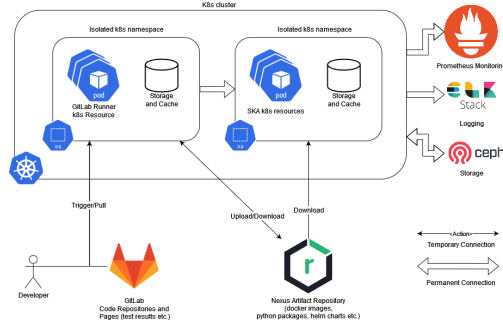 K8s cluster
Isolated k8s namespace
Isolated k8s namespace
pod
GitLab Runner
k8s Resource
Storage
and Cache
pod
SKA k8s resources
Storage
and Cache
ns
ns
Prometheus Monitorin
Stack
Logging
ceph
Storage
Trigger/Pull
Upload/Download
Download
Developer
GitLab
Code Repositories and
Pages (test results etc.)
r
Nexus Artifact Repository
(docker images,
python packages, helm charts etc.)
<Action>
Temporary Connection
Permanent Connection